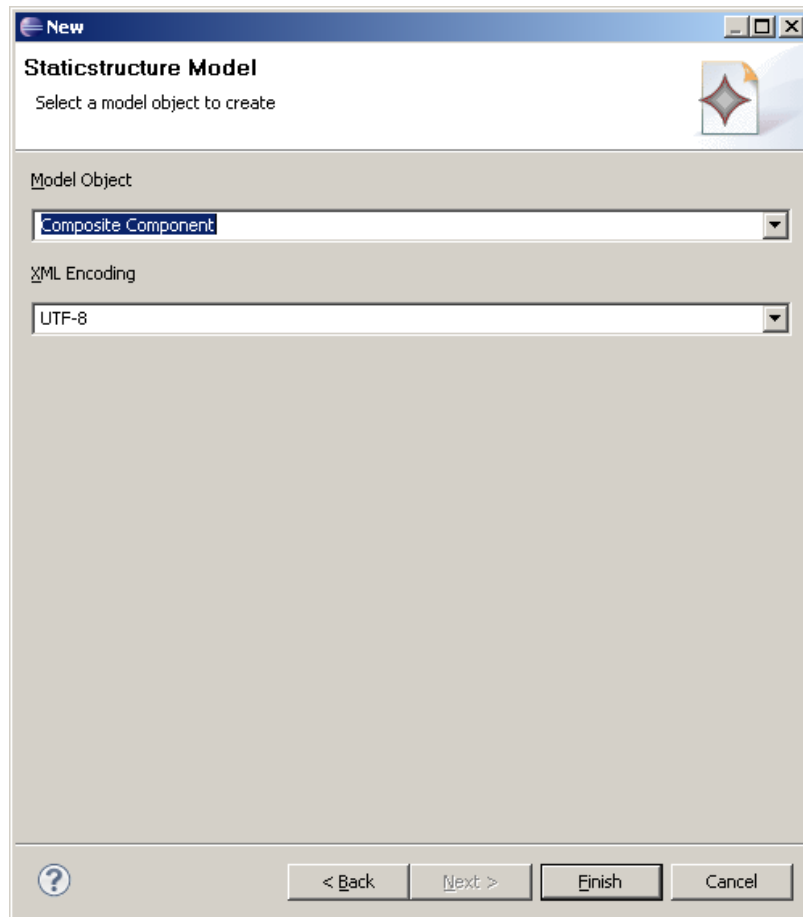 New
Staticstructure Model
Select a model object to create
Model Object
Composite Component
XML Encoding
UTF-8
? < Back Next > Finish Cancel